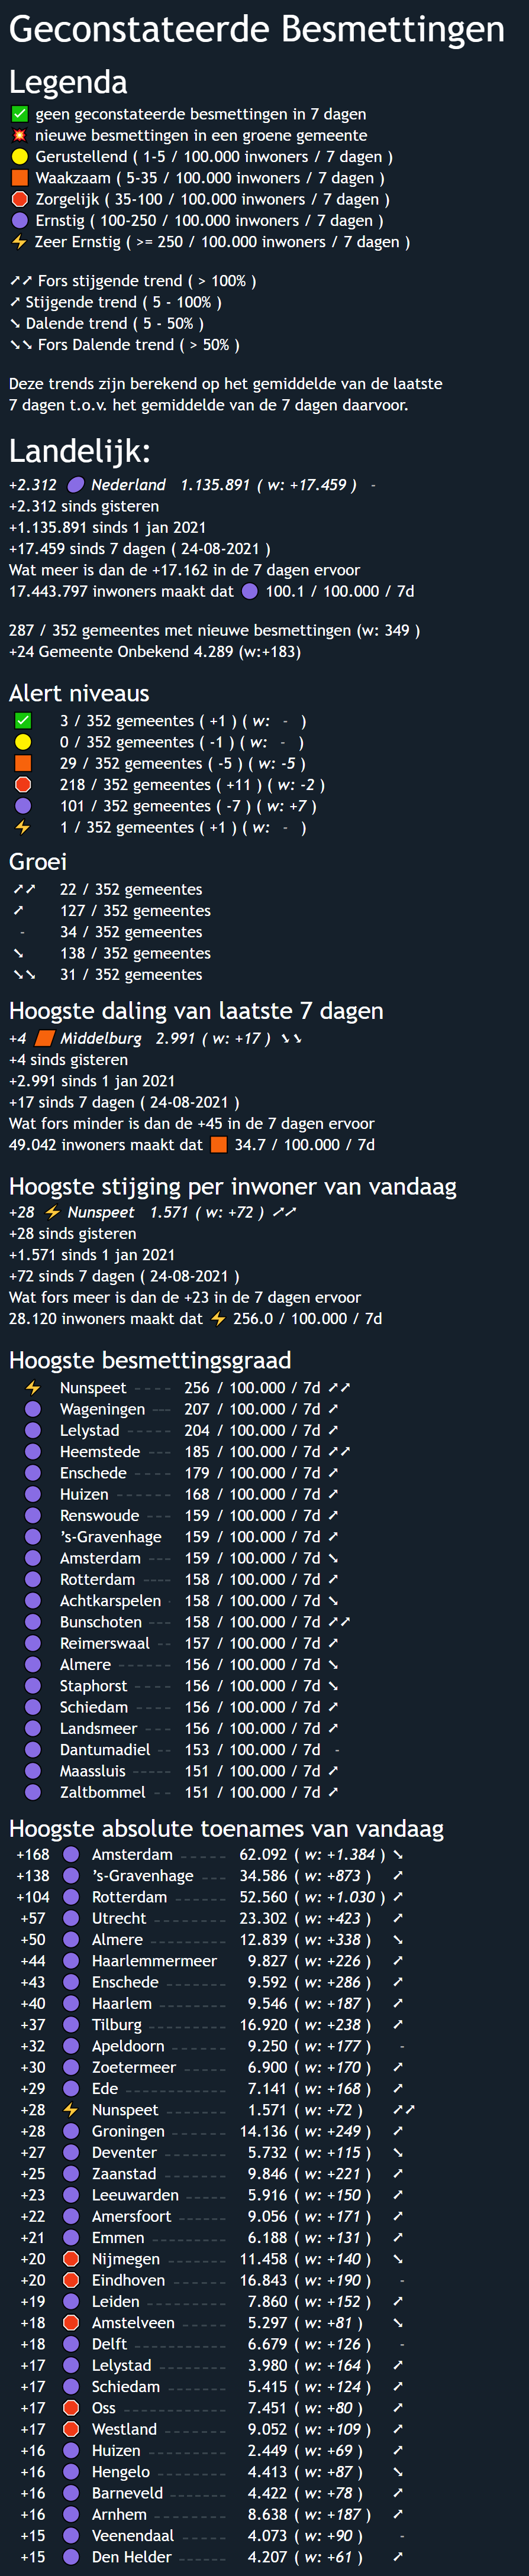 Geconstateerde Besmettingen
Legenda
✅ geen geconstateerde besmettingen in 7 dagen
💥 nieuwe besmettingen in een groene gemeente
🟡 Gerustellend ( 1-5 / 100.000 inwoners / 7 dagen )
🟧 Waakzaam ( 5-35 / 100.000 inwoners / 7 dagen )
🛑 Zorgelijk ( 35-100 / 100.000 inwoners / 7 dagen )
🟣 Ernstig ( 100-250 / 100.000 inwoners / 7 dagen )
⚡ Zeer Ernstig ( >= 250 / 100.000 inwoners / 7 dagen )
➚➚ Fors stijgende trend ( > 100% )
➚ Stijgende trend ( 5 - 100% )
➘ Dalende trend ( 5 - 50% )
➘➘ Fors Dalende trend ( > 50% )
Deze trends zijn berekend op het gemiddelde van de laatste
7 dagen t.o.v. het gemiddelde van de 7 dagen daarvoor.
Landelijk:
+2.312 🟣 Nederland 1.135.891 ( w: +17.459 ) -
+2.312 sinds gisteren
+1.135.891 sinds 1 jan 2021
+17.459 sinds 7 dagen ( 24-08-2021 )
Wat meer is dan de +17.162 in de 7 dagen ervoor
17.443.797 inwoners maakt dat 🟣 100.1 / 100.000 / 7d
287 / 352 gemeentes met nieuwe besmettingen (w: 349 )
+24 Gemeente Onbekend 4.289 (w:+183)
Alert niveaus
✅ 3 / 352 gemeentes ( +1 ) ( w: - )
🟡 0 / 352 gemeentes ( -1 ) ( w: - )
🟧 29 / 352 gemeentes ( -5 ) ( w: -5 )
🛑 218 / 352 gemeentes ( +11 ) ( w: -2 )
🟣 101 / 352 gemeentes ( -7 ) ( w: +7 )
⚡ 1 / 352 gemeentes ( +1 ) ( w: - )
Groei
➚➚ 22 / 352 gemeentes
➚ 127 / 352 gemeentes
- 34 / 352 gemeentes
➘ 138 / 352 gemeentes
➘➘ 31 / 352 gemeentes
Hoogste daling van laatste 7 dagen
+4 🟧 Middelburg 2.991 ( w: +17 ) ➘➘
+4 sinds gisteren
+2.991 sinds 1 jan 2021
+17 sinds 7 dagen ( 24-08-2021 )
Wat fors minder is dan de +45 in de 7 dagen ervoor
49.042 inwoners maakt dat 🟧 34.7 / 100.000 / 7d
Hoogste stijging per inwoner van vandaag
+28 ⚡ Nunspeet 1.571 ( w: +72 ) ➚➚
+28 sinds gisteren
+1.571 sinds 1 jan 2021
+72 sinds 7 dagen ( 24-08-2021 )
Wat fors meer is dan de +23 in de 7 dagen ervoor
28.120 inwoners maakt dat ⚡ 256.0 / 100.000 / 7d
Hoogste besmettingsgraad
⚡ Nunspeet ---- 256 / 100.000 / 7d ➚➚
🟣 Wageningen --- 207 / 100.000 / 7d ➚
🟣 Lelystad ----- 204 / 100.000 / 7d ➚
🟣 Heemstede --- 185 / 100.000 / 7d ➚➚
🟣 Enschede ---- 179 / 100.000 / 7d ➚
🟣 Huizen ------- 168 / 100.000 / 7d ➚
🟣 Renswoude --- 159 / 100.000 / 7d ➚
🟣 's-Gravenhage 159 / 100.000 / 7d ➚
🟣 Amsterdam --- 159 / 100.000 / 7d ➘
🟣 Rotterdam ---- 158 / 100.000 / 7d ➚
🟣 Achtkarspelen - 158 / 100.000 / 7d ➘
🟣 Bunschoten --- 158 / 100.000 / 7d ➚➚
🟣 Reimerswaal -- 157 / 100.000 / 7d ➚
🟣 Almere ------ 156 / 100.000 / 7d ➘
🟣 Staphorst ---- 156 / 100.000 / 7d ➘
🟣 Schiedam ---- 156 / 100.000 / 7d ➚
🟣 Landsmeer --- 156 / 100.000 / 7d ➚
🟣 Dantumadiel -- 153 / 100.000 / 7d -
🟣 Maassluis ----- 151 / 100.000 / 7d ➚
🟣 Zaltbommel -- 151 / 100.000 / 7d ➚
Hoogste absolute toenames van vandaag
+168 🟣 Amsterdam ------ 62.092 ( w: +1.384 ) ➘
+138 🟣 's-Gravenhage ---- 34.586 ( w: +873 ) ➚
+104 🟣 Rotterdam ------- 52.560 ( w: +1.030 ) ➚
+57 🟣 Utrecht ---------- 23.302 ( w: +423 ) ➚
+50 🟣 Almere ---------- 12.839 ( w: +338 ) ➘
+44 🟣 Haarlemmermeer 9.827 ( w: +226 ) ➚
+43 🟣 Enschede -------- 9.592 ( w: +286 ) ➚
+40 🟣 Haarlem --------- 9.546 ( w: +187 ) ➚
+37 🟣 Tilburg ---------- 16.920 ( w: +238 ) ➚
+32 🟣 Apeldoorn ------- 9.250 ( w: +177 ) -
+30 🟣 Zoetermeer ------ 6.900 ( w: +170 ) ➚
+29 🟣 Ede ------------- 7.141 ( w: +168 ) ➚
+28 ⚡ Nunspeet -------- 1.571 ( w: +72 ) ➚➚
+28 🟣 Groningen ------- 14.136 ( w: +249 ) ➚
+27 🟣 Deventer -------- 5.732 ( w: +115 ) ➘
+25 🟣 Zaanstad -------- 9.846 ( w: +221 ) ➚
+23 🟣 Leeuwarden ----- 5.916 ( w: +150 ) ➚
+22 🟣 Amersfoort ------ 9.056 ( w: +171 ) ➚
+21 🟣 Emmen ---------- 6.188 ( w: +131 ) ➚
+20 🛑 Nijmegen -------- 11.458 ( w: +140 ) ➘
+20 🛑 Eindhoven ------- 16.843 ( w: +190 ) -
+19 🟣 Leiden ---------- 7.860 ( w: +152 ) ➚
+18 🛑 Amstelveen ------ 5.297 ( w: +81 ) ➘
+18 🟣 Delft ------------ 6.679 ( w: +126 ) -
+17 🟣 Lelystad --------- 3.980 ( w: +164 ) ➚
+17 🟣 Schiedam -------- 5.415 ( w: +124 ) ➚
+17 🛑 Oss ------------- 7.451 ( w: +80 ) ➚
+17 🛑 Westland -------- 9.052 ( w: +109 ) ➚
+16 🟣 Huizen ---------- 2.449 ( w: +69 ) ➚
+16 🟣 Hengelo --------- 4.413 ( w: +87 ) ➘
+16 🟣 Barneveld ------- 4.422 ( w: +78 ) ➚
+16 🟣 Arnhem ---------- 8.638 ( w: +187 ) ➚
+15 🟣 Veenendaal ------ 4.073 ( w: +90 ) -
+15 🟣 Den Helder ------ 4.207 ( w: +61 ) ➚